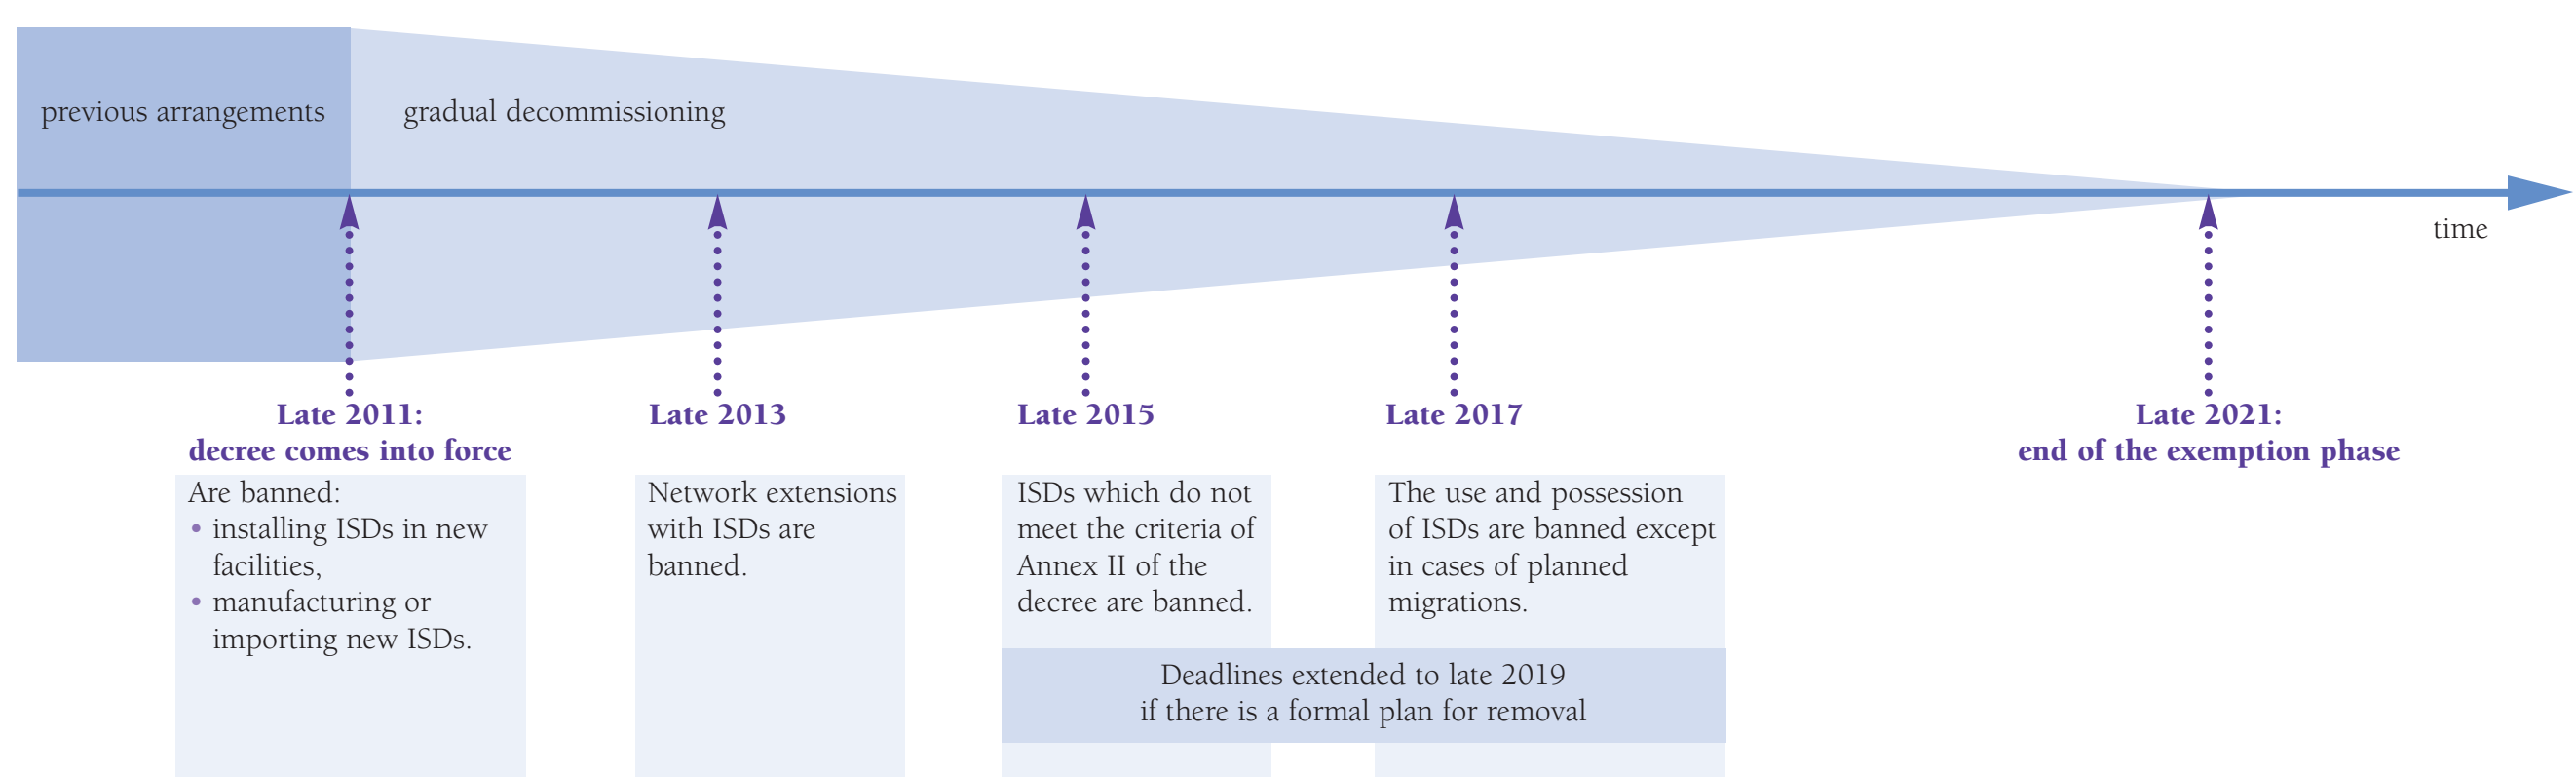 previous arrangements
gradual decommissioning
time
Late 2011:
decree comes into force
Are banned:
• installing ISDs in new
facilities,
• manufacturing or
importing new ISDs.
Late 2013
Network extensions
with ISDs are
banned.
Late 2015
ISDs which do not
meet the criteria of
Annex II of the
decree are banned.
Late 2017
The use and possession
of ISDs are banned except
in cases of planned
migrations.
Deadlines extended to late 2019
if there is a formal plan for removal
Late 2021:
end of the exemption phase